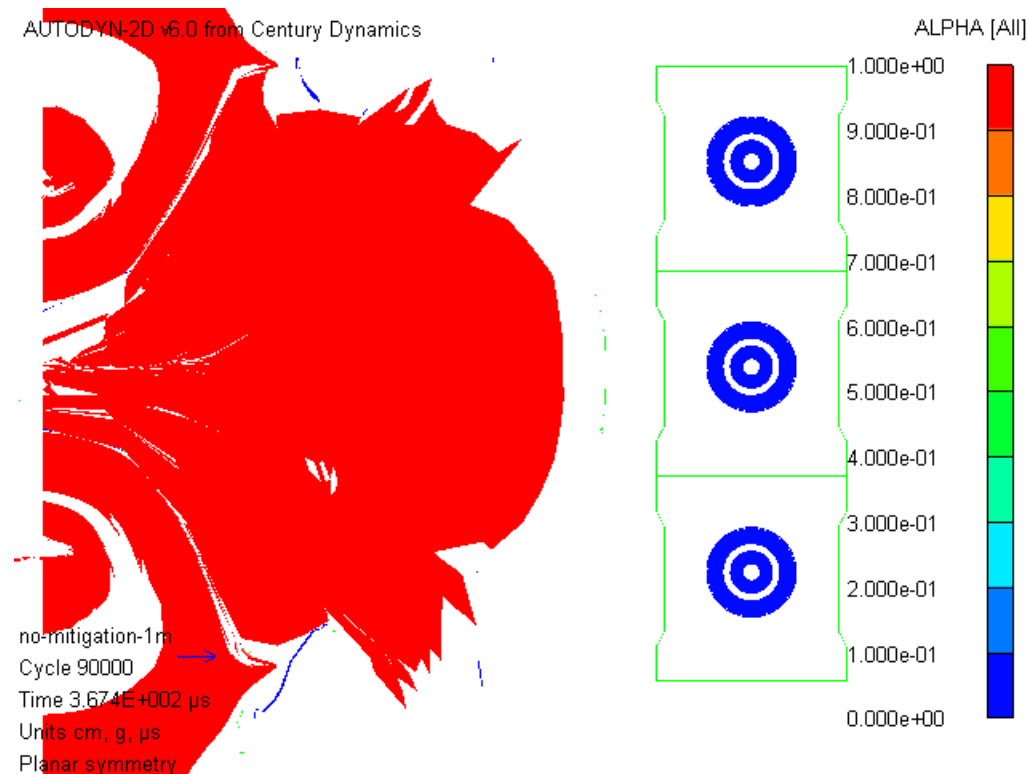 AUTODYN-2D v6.0 from Century Dynamics
ALPHA [All]
1.000e+00
9.000e-01
8.000e-01
7.000e-01
6.000e-01
5.000e-01
4.000e-01
3.000e-01
2.000e-01
1.000e-01
0.000e+00
no-mitigation-1m
Cycle 90000
Time 3.674E+002 µs
Units cm, g, µs
Planar symmetry